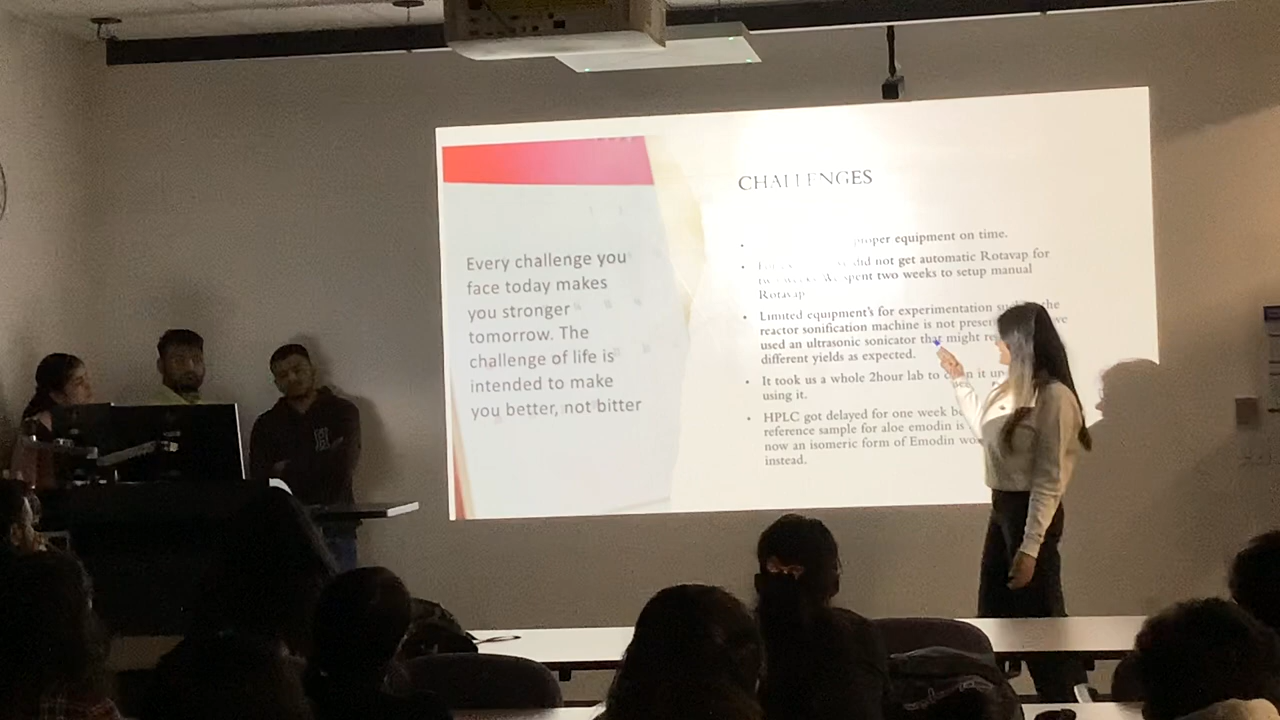 Every challenge you
face today makes
you stronger
tomorrow. The
challenge of life is
intended to make
you better, not bitter
CHALLENGES
equipment on time.
did not get automatic Rotavap for
spent two weeks to setup manual
Rotavap
Limited equipment's for experimentation the
reactor sonification machine is not
used an ultrasonic sonicator that might
different yields as expected.
It took us a whole 2hour lab to it
using it.
HPLC got delayed for one week
reference sample for aloe emodin is
now an isomeric form of Emodin
instead.